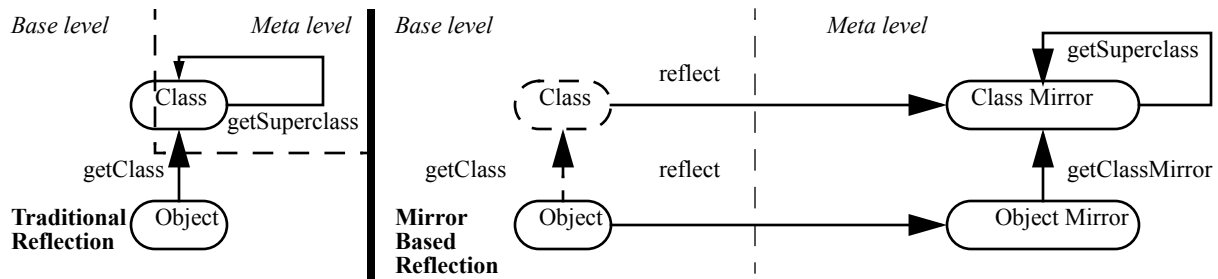 Base level
Meta level
Class
getSuperclass
getClass
Object
Traditional
Reflection
Base level
Meta level
getSuperclass
reflect
Class
Class Mirror
getClass
reflect
getClassMirror
Object
Object Mirror
Mirror
Based
Reflection